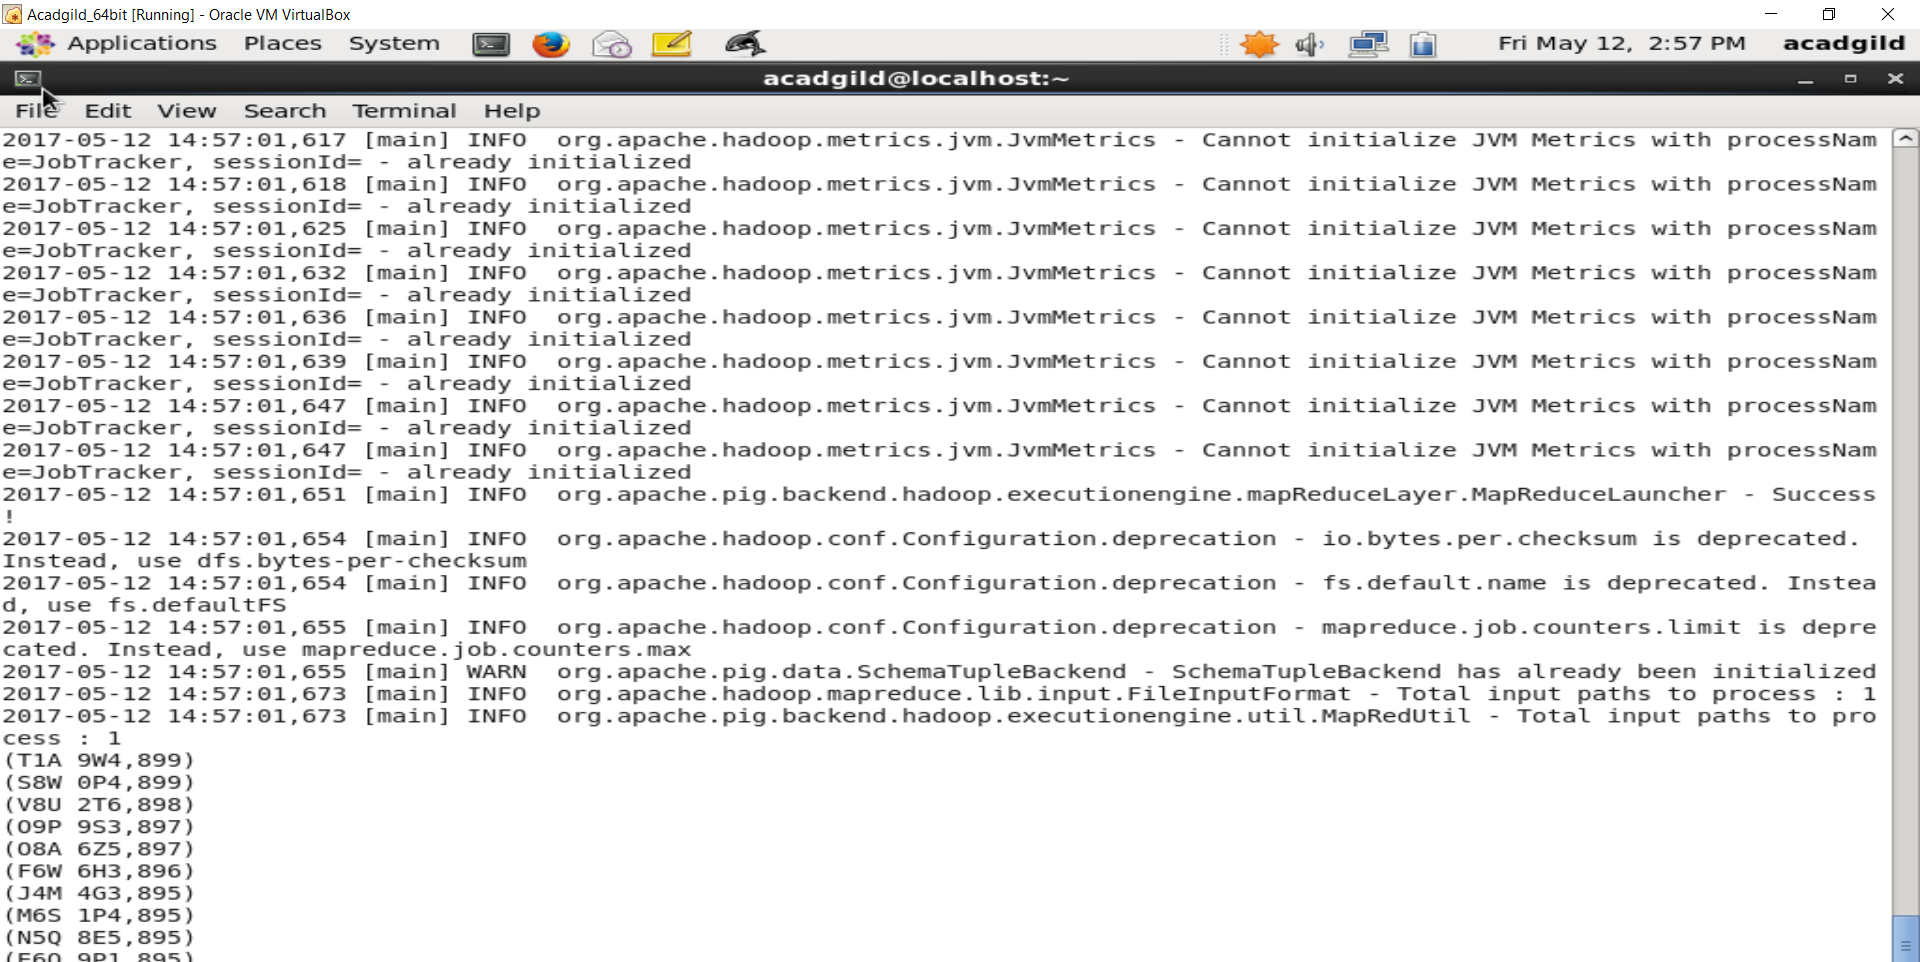 Acadgild_64bit [Running] - Oracle VM VirtualBox
Applications Places System Fri May 12, 2:57 PM acadgild
acadgild@localhost:~
File Edit View Search Terminal Help
2017-05-12 14:57:01,617 [main] INFO  org.apache.hadoop.metrics.jvm.JvmMetrics - Cannot initialize JVM Metrics with processNam
e=JobTracker, sessionId= - already initialized
2017-05-12 14:57:01,618 [main] INFO  org.apache.hadoop.metrics.jvm.JvmMetrics - Cannot initialize JVM Metrics with processNam
e=JobTracker, sessionId= - already initialized
2017-05-12 14:57:01,625 [main] INFO  org.apache.hadoop.metrics.jvm.JvmMetrics - Cannot initialize JVM Metrics with processNam
e=JobTracker, sessionId= - already initialized
2017-05-12 14:57:01,632 [main] INFO  org.apache.hadoop.metrics.jvm.JvmMetrics - Cannot initialize JVM Metrics with processNam
e=JobTracker, sessionId= - already initialized
2017-05-12 14:57:01,636 [main] INFO  org.apache.hadoop.metrics.jvm.JvmMetrics - Cannot initialize JVM Metrics with processNam
e=JobTracker, sessionId= - already initialized
2017-05-12 14:57:01,639 [main] INFO  org.apache.hadoop.metrics.jvm.JvmMetrics - Cannot initialize JVM Metrics with processNam
e=JobTracker, sessionId= - already initialized
2017-05-12 14:57:01,647 [main] INFO  org.apache.hadoop.metrics.jvm.JvmMetrics - Cannot initialize JVM Metrics with processNam
e=JobTracker, sessionId= - already initialized
2017-05-12 14:57:01,647 [main] INFO  org.apache.hadoop.metrics.jvm.JvmMetrics - Cannot initialize JVM Metrics with processNam
e=JobTracker, sessionId= - already initialized
2017-05-12 14:57:01,651 [main] INFO  org.apache.pig.backend.hadoop.executionengine.mapReduceLayer.MapReduceLauncher - Success
!
2017-05-12 14:57:01,654 [main] INFO  org.apache.hadoop.conf.Configuration.deprecation - io.bytes.per.checksum is deprecated.
Instead, use dfs.bytes-per-checksum
2017-05-12 14:57:01,654 [main] INFO  org.apache.hadoop.conf.Configuration.deprecation - fs.default.name is deprecated. Instea
d, use fs.defaultFS
2017-05-12 14:57:01,655 [main] INFO  org.apache.hadoop.conf.Configuration.deprecation - mapreduce.job.counters.limit is depre
cated. Instead, use mapreduce.job.counters.max
2017-05-12 14:57:01,655 [main] WARN  org.apache.pig.data.SchemaTupleBackend - SchemaTupleBackend has already been initialized
2017-05-12 14:57:01,673 [main] INFO  org.apache.hadoop.mapreduce.lib.input.FileInputFormat - Total input paths to process : 1
2017-05-12 14:57:01,673 [main] INFO  org.apache.pig.backend.hadoop.executionengine.util.MapRedUtil - Total input paths to pro
cess : 1
(T1A 9W4,899)
(S8W 0P4,899)
(V8U 2T6,898)
(O9P 9S3,897)
(O8A 6Z5,897)
(F6W 6H3,896)
(J4M 4G3,895)
(M6S 1P4,895)
(N5Q 8E5,895)